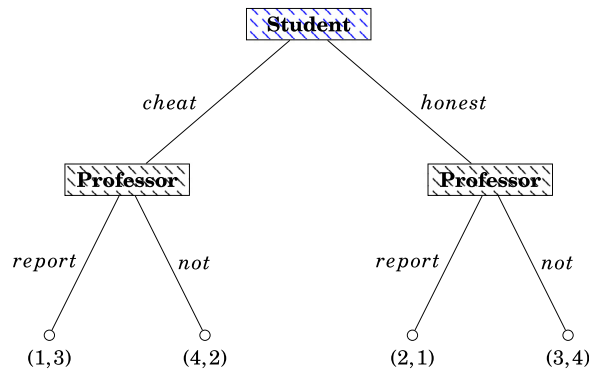 Student
cheat honest
Professor Professor
report not report not
(1,3) (4,2) (2,1) (3,4)